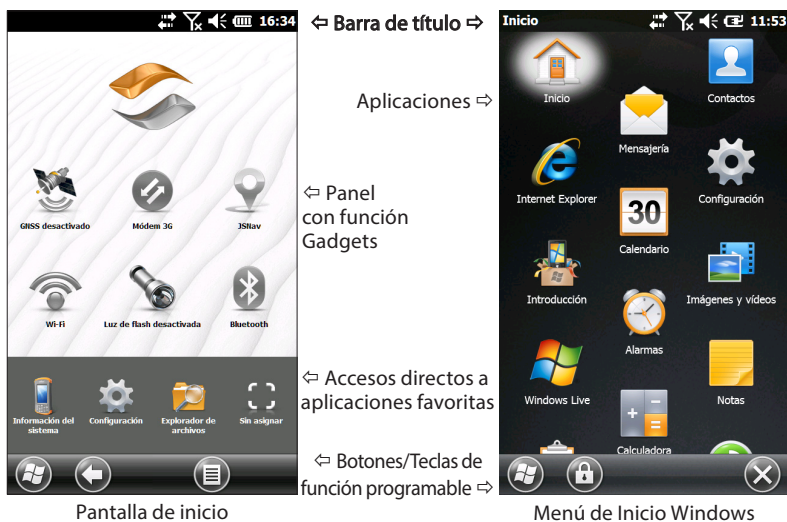 16:34
⇦ Barra de título ⇨
Inicio
11:53
Aplicaciones ⇨
Inicio
Contactos
Mensajería
GNSS desactivado
Módem 3G
JSNav
⇦ Panel
con función
Gadgets
Internet Explorer
Configuración
30
Calendario
Wi-Fi
Luz de flash desactivada
Bluetooth
Introducción
Imágenes y vídeos
Alarmas
⇦ Accesos directos a
aplicaciones favoritas
Información del
sistema
Configuración
Explorador de
archivos
Sin asignar
Windows Live
Notas
Calculadora
⇦ Botones/Teclas de
función programable ⇨
Pantalla de inicio
Menú de Inicio Windows